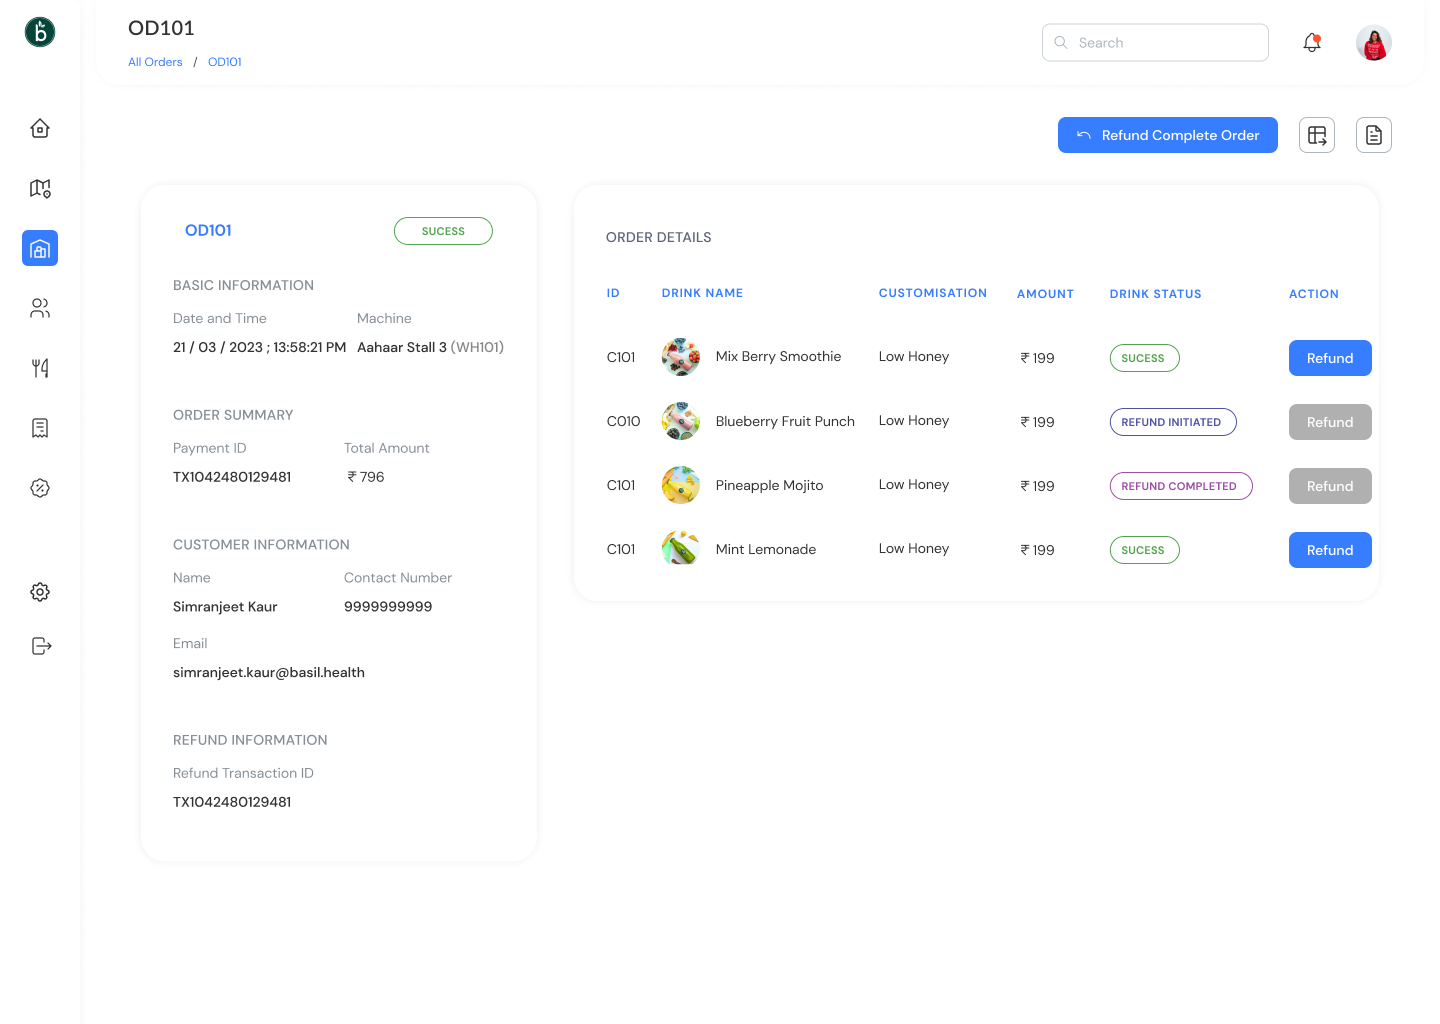 b
OD101
All Orders / OD101
Search
Refund Complete Order
OD101
SUCESS
BASIC INFORMATION
Date and Time Machine
21 / 03 / 2023 ; 13:58:21 PM Aahaar Stall 3 (WH101)
ORDER SUMMARY
Payment ID Total Amount
TX1042480129481 ₹ 796
CUSTOMER INFORMATION
Name Contact Number
Simranjeet Kaur 9999999999
Email
simranjeet.kaur@basil.health
REFUND INFORMATION
Refund Transaction ID
TX1042480129481
ORDER DETAILS
ID DRINK NAME CUSTOMISATION AMOUNT DRINK STATUS ACTION
C101 Mix Berry Smoothie Low Honey ₹ 199 SUCESS Refund
C010 Blueberry Fruit Punch Low Honey ₹ 199 REFUND INITIATED Refund
C101 Pineapple Mojito Low Honey ₹ 199 REFUND COMPLETED Refund
C101 Mint Lemonade Low Honey ₹ 199 SUCESS Refund